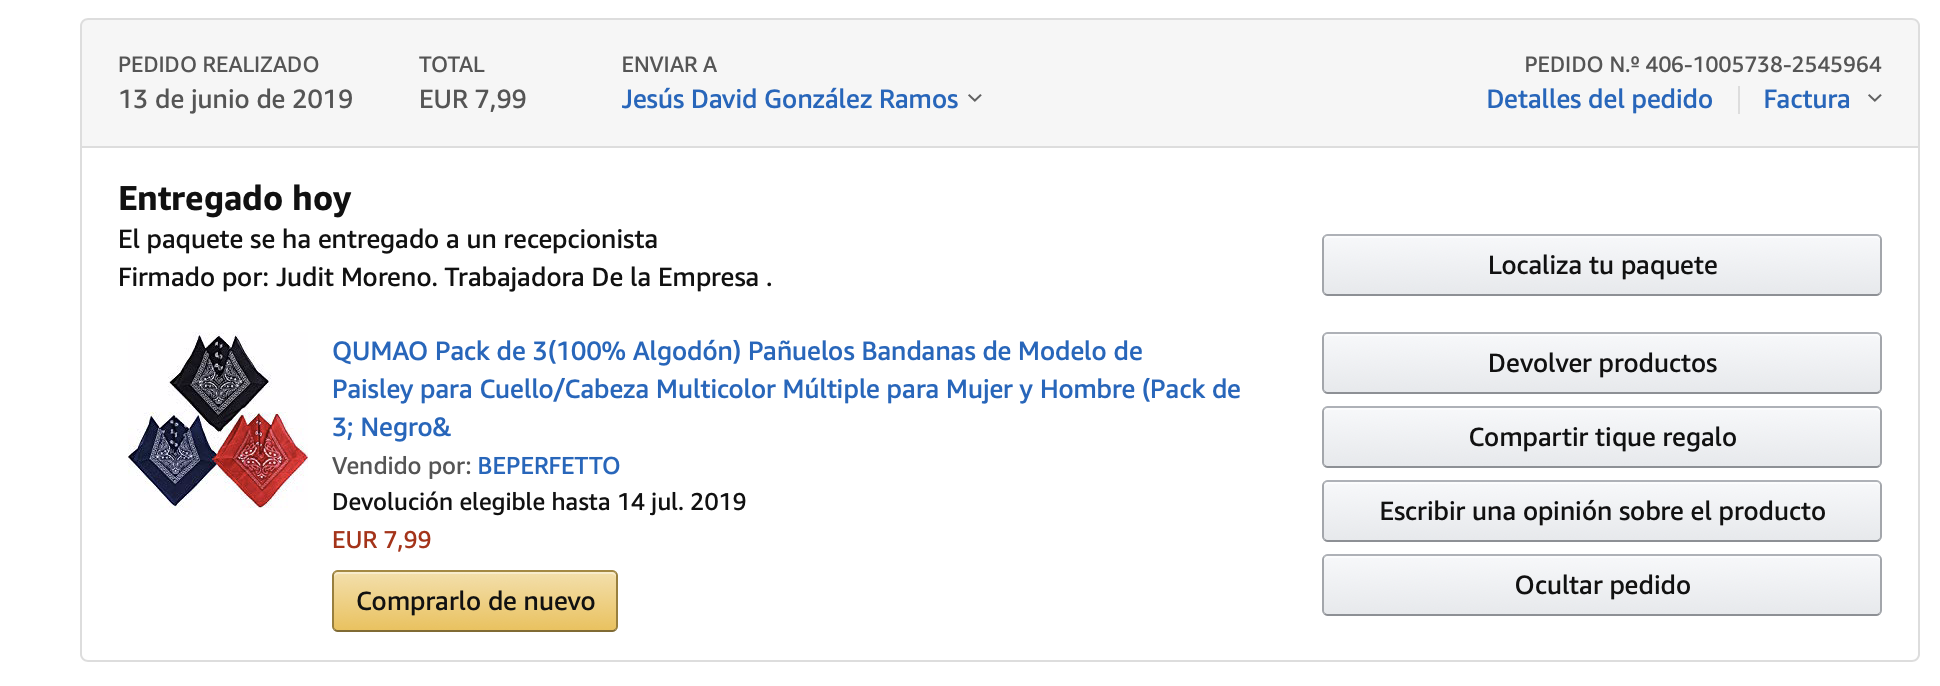 PEDIDO REALIZADO
13 de junio de 2019
TOTAL
EUR 7,99
ENVIAR A
Jesús David González Ramos
PEDIDO N.º 406-1005738-2545964
Detalles del pedido
Factura
Entregado hoy
El paquete se ha entregado a un recepcionista
Firmado por: Judit Moreno. Trabajadora De la Empresa .
Localiza tu paquete
QUMAO Pack de 3(100% Algodón) Pañuelos Bandanas de Modelo de
Paisley para Cuello/Cabeza Multicolor Múltiple para Mujer y Hombre (Pack de
3; Negro&
Vendido por: BEPERFETTO
Devolución elegible hasta 14 jul. 2019
EUR 7,99
Comprarlo de nuevo
Devolver productos
Compartir tique regalo
Escribir una opinión sobre el producto
Ocultar pedido